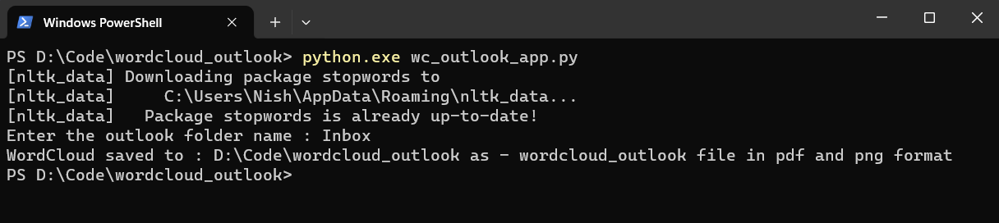 Windows PowerShell
PS D:\Code\wordcloud_outlook> python.exe wc_outlook_app.py
[nltk_data] Downloading package stopwords to
[nltk_data]     C:\Users\Nish\AppData\Roaming\nltk_data...
[nltk_data]   Package stopwords is already up-to-date!
Enter the outlook folder name : Inbox
WordCloud saved to : D:\Code\wordcloud_outlook as - wordcloud_outlook file in pdf and png format
PS D:\Code\wordcloud_outlook>